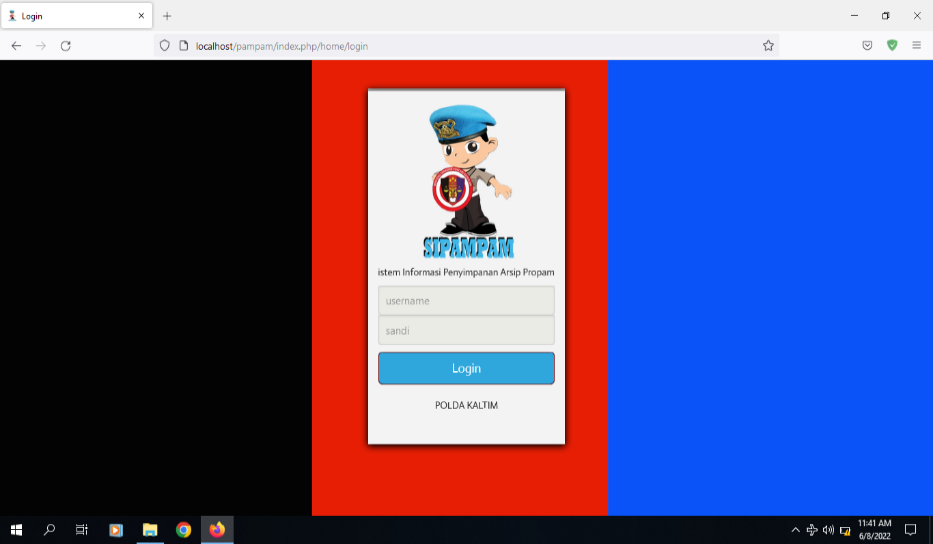 Login
localhost/pampam/index.php/home/login
SIPAMPAM
istem Informasi Penyimpanan Arsip Propam
username
sandi
Login
POLDA KALTIM
11:41 AM
6/8/2022